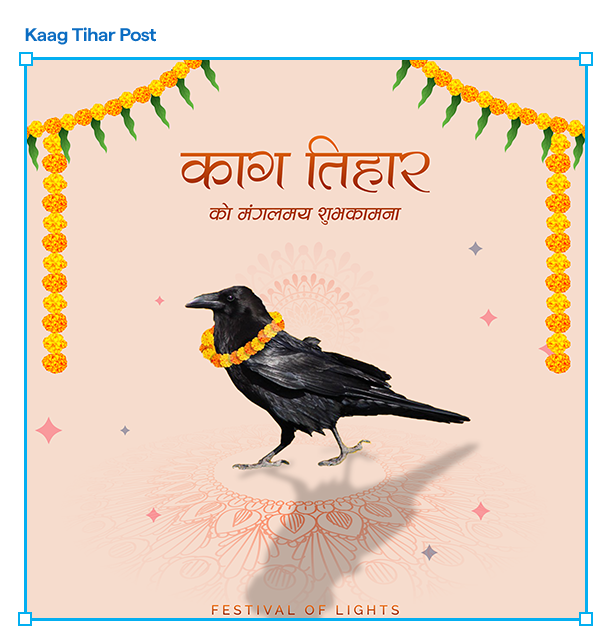 Kaag Tihar Post
काग तिहार
को मंगलमय शुभकामना
FESTIVAL OF LIGHTS